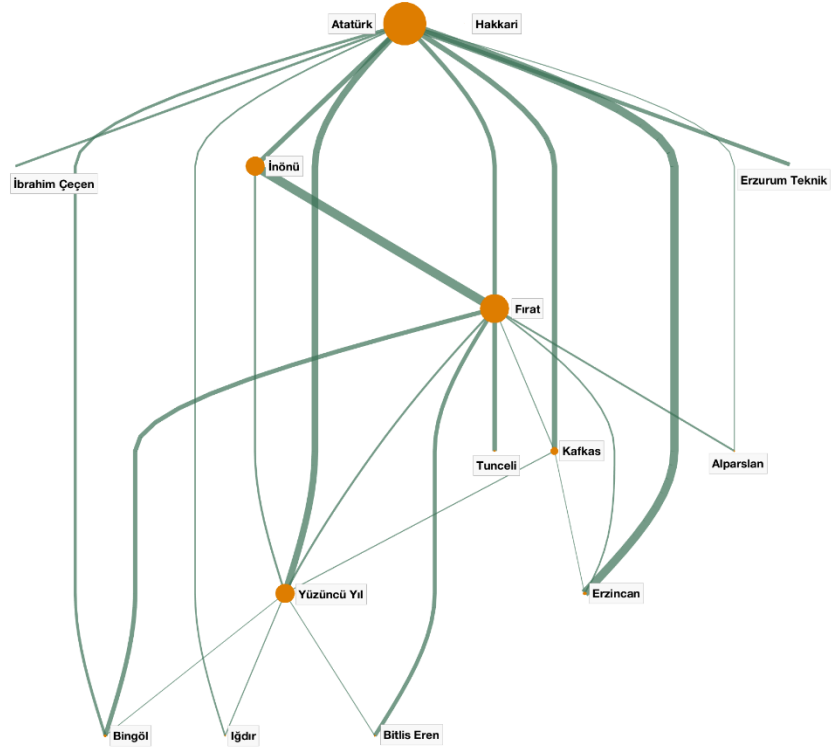 Atatürk
Hakkari
İbrahim Çeçen
İnönü
Erzurum Teknik
Fırat
Tunceli
Kafkas
Alparslan
Yüzüncü Yıl
Erzincan
Bingöl
Iğdır
Bitlis Eren